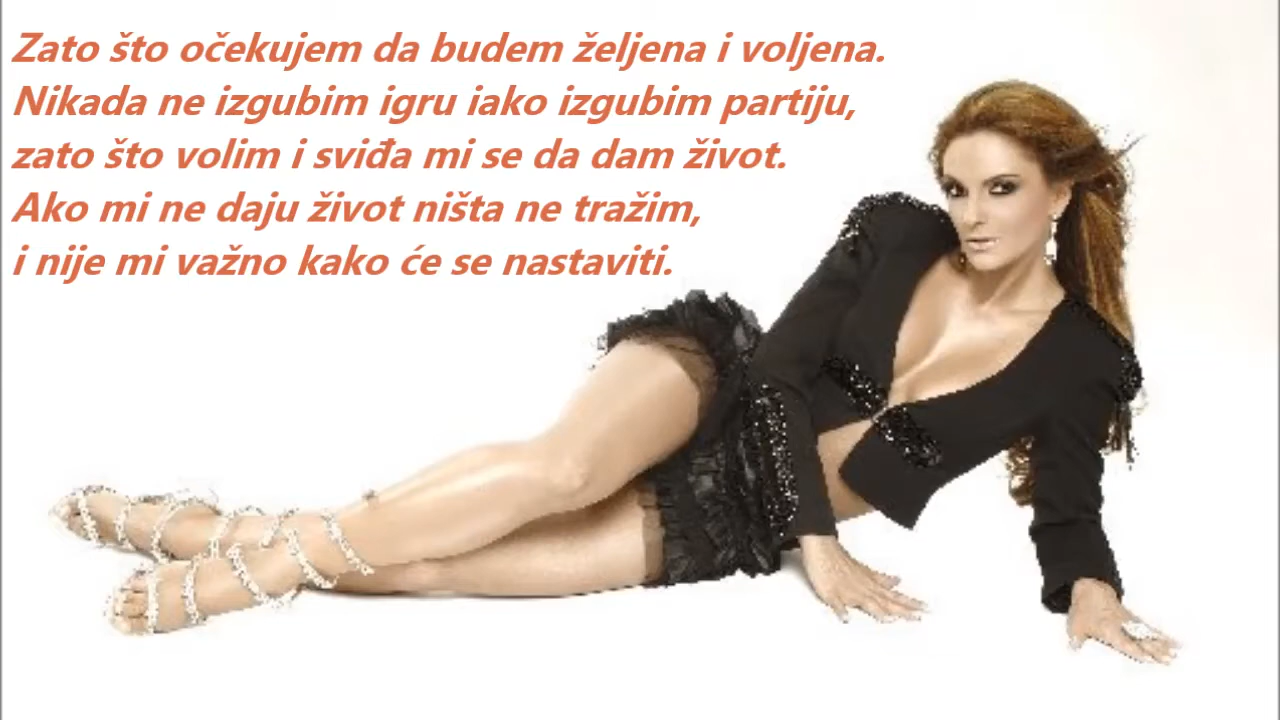 Zato što očekujem da budem željena i voljena.
Nikada ne izgubim igru iako izgubim partiju,
zato što volim i sviđa mi se da dam život.
Ako mi ne daju život ništa ne tražim,
i nije mi važno kako će se nastaviti.